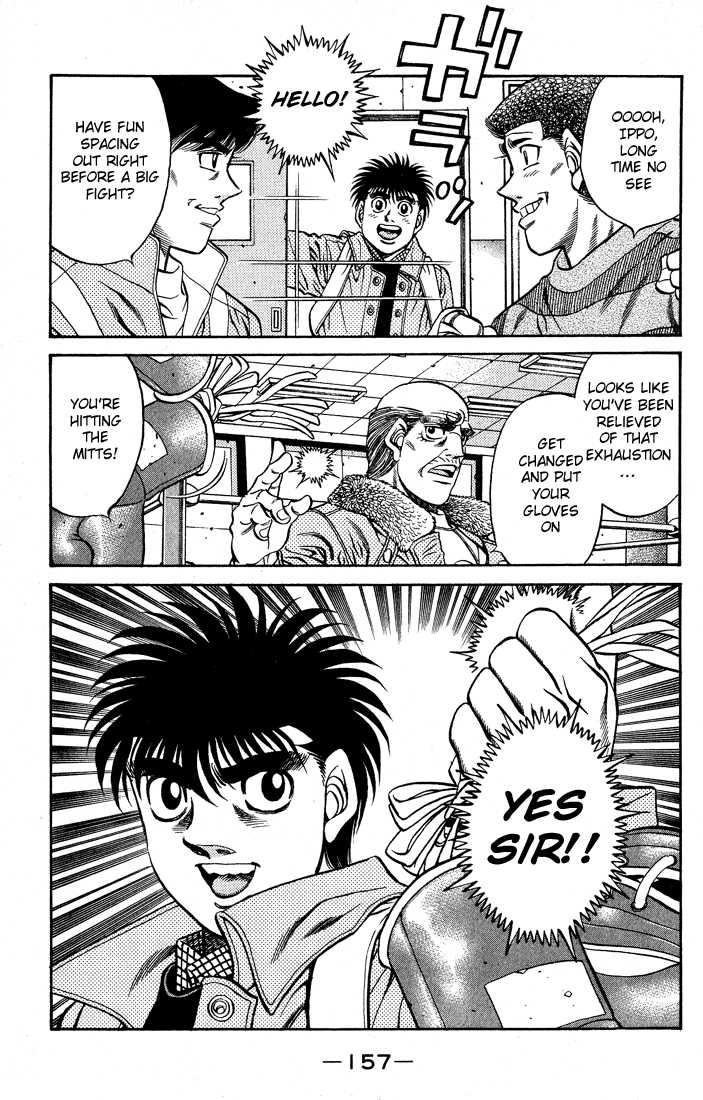 OOOOH,
IPPO,
LONG
TIME NO
SEE
HELLO!
ガラッ
HAVE FUN
SPACING
OUT RIGHT
BEFORE A BIG
FIGHT?
LOOKS LIKE
YOU'VE BEEN
RELIEVED
OF THAT
EXHAUSTION
...
GET
CHANGED
AND PUT
YOUR
GLOVES
ON
YOU'RE
HITTING
THE
MITTS!
YES
SIR!!
—157—